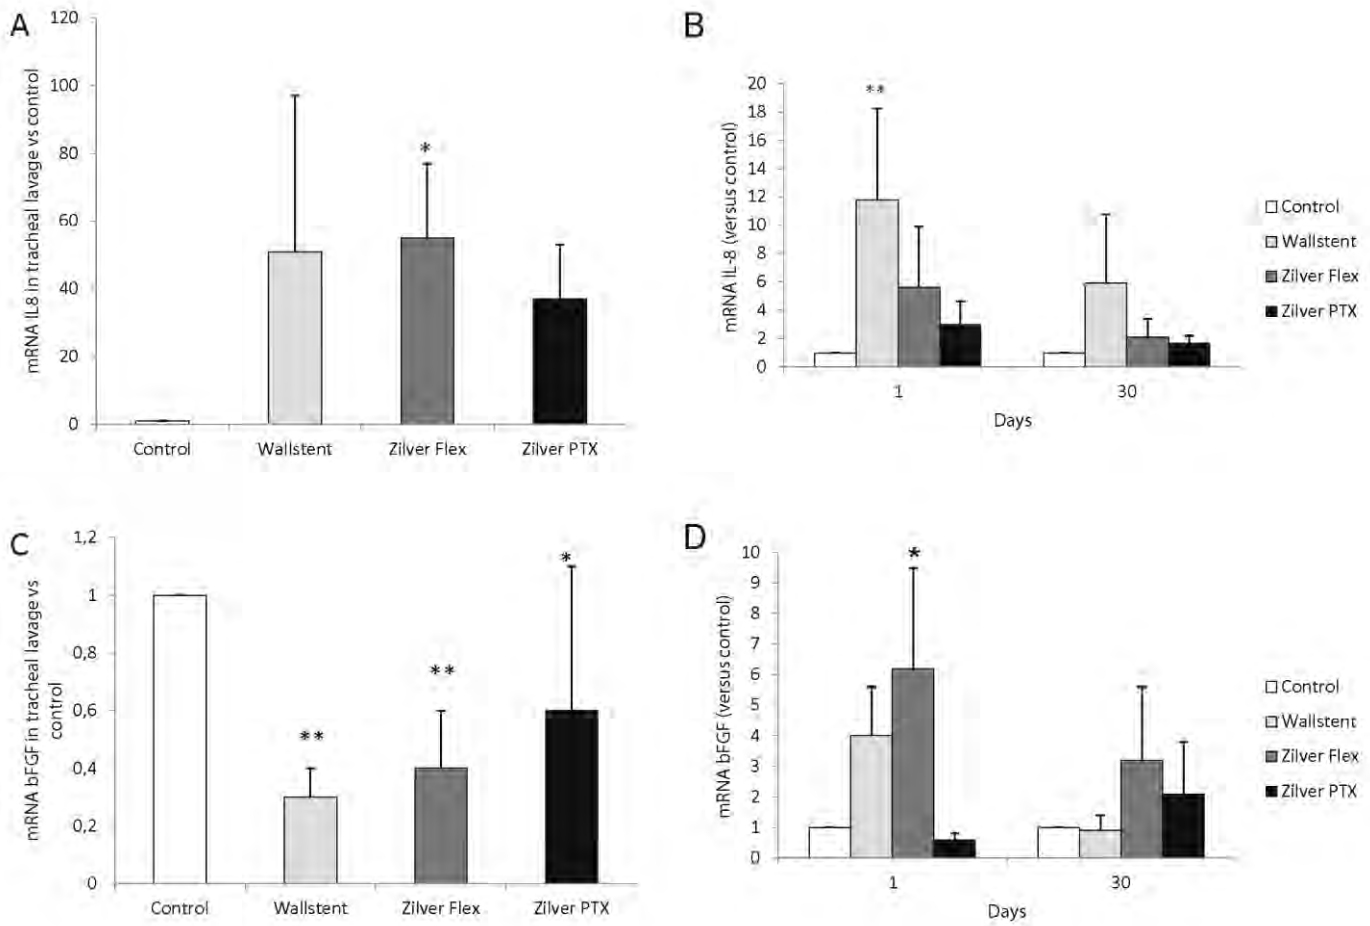 A
120
100
80
60
40
20
0
mRNA IL8 in tracheal lavage vs control
*
Control
Wallstent
Zilver Flex
Zilver PTX
B
20
18
16
14
12
10
8
6
4
2
0
mRNA IL-8 (versus control)
**
1
30
Days
Control
Wallstent
Zilver Flex
Zilver PTX
C
1,2
1
0,8
0,6
0,4
0,2
0
mRNA bFGF in tracheal lavage vs
control
**
**
*
Control
Wallstent
Zilver Flex
Zilver PTX
D
10
9
8
7
6
5
4
3
2
1
0
mRNA bFGF (versus control)
*
1
30
Days
Control
Wallstent
Zilver Flex
Zilver PTX